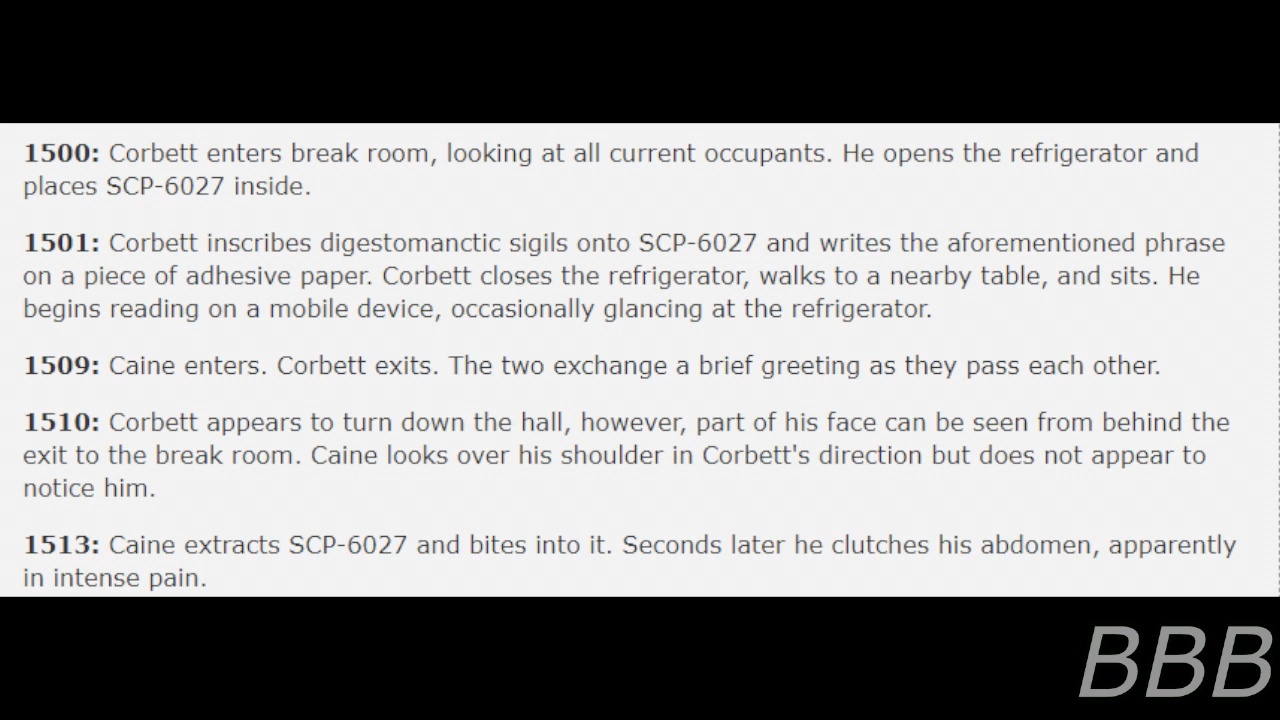 1500: Corbett enters break room, looking at all current occupants. He opens the refrigerator and
places SCP-6027 inside.
1501: Corbett inscribes digestomanctic sigils onto SCP-6027 and writes the aforementioned phrase
on a piece of adhesive paper. Corbett closes the refrigerator, walks to a nearby table, and sits. He
begins reading on a mobile device, occasionally glancing at the refrigerator.
1509: Caine enters. Corbett exits. The two exchange a brief greeting as they pass each other.
1510: Corbett appears to turn down the hall, however, part of his face can be seen from behind the
exit to the break room. Caine looks over his shoulder in Corbett's direction but does not appear to
notice him.
1513: Caine extracts SCP-6027 and bites into it. Seconds later he clutches his abdomen, apparently
in intense pain.
BBB